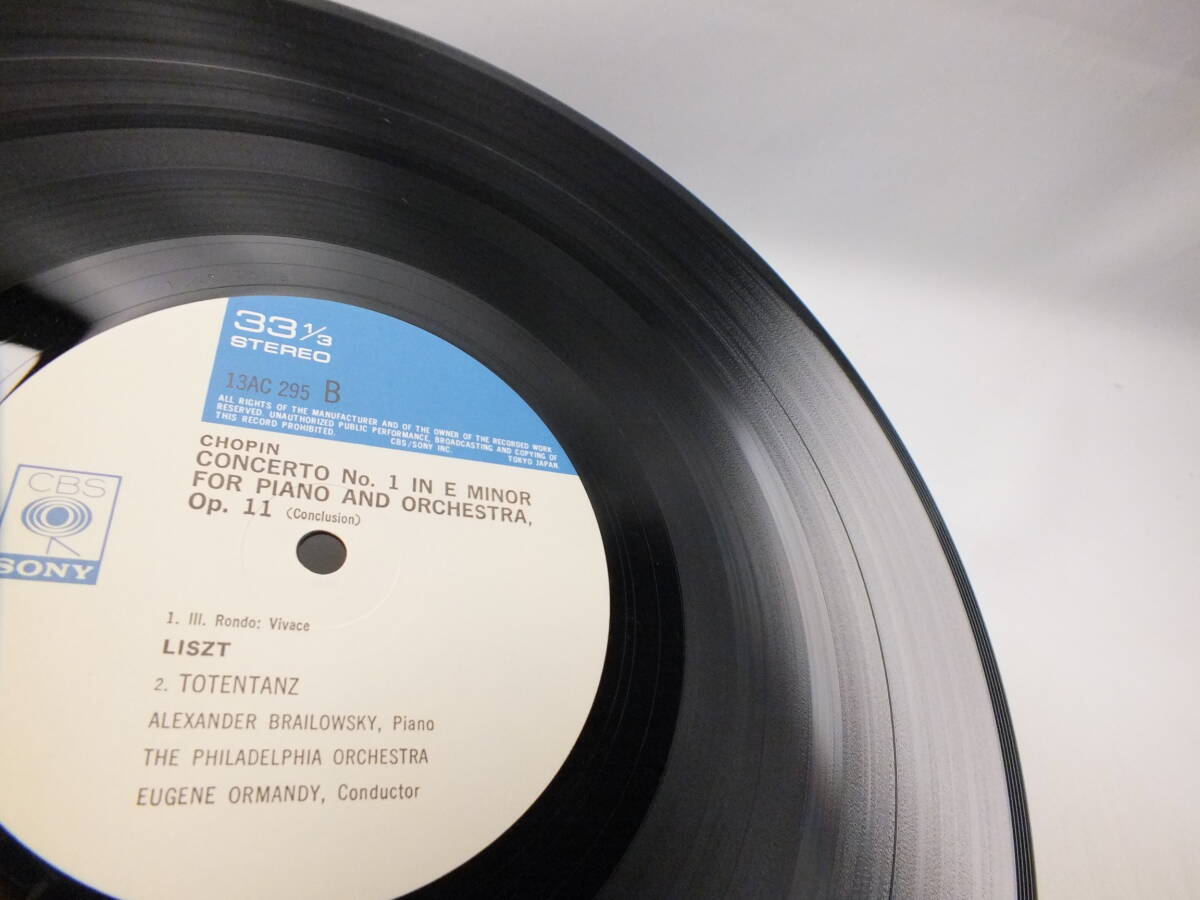 33 1/3
STEREO
13AC 295 B
ALL RIGHTS OF THE MANUFACTURER AND OF THE OWNER OF THE RECORDED WORK
RESERVED. UNAUTHORIZED PUBLIC PERFORMANCE, BROADCASTING AND COPYING OF
THIS RECORD PROHIBITED. CBS/SONY INC. TOKYO JAPAN
CHOPIN
CONCERTO No. 1 IN E MINOR
FOR PIANO AND ORCHESTRA,
Op. 11 (Conclusion)
CBS
SONY
1. III. Rondo: Vivace
LISZT
2. TOTENTANZ
ALEXANDER BRAILOWSKY, Piano
THE PHILADELPHIA ORCHESTRA
EUGENE ORMANDY, Conductor